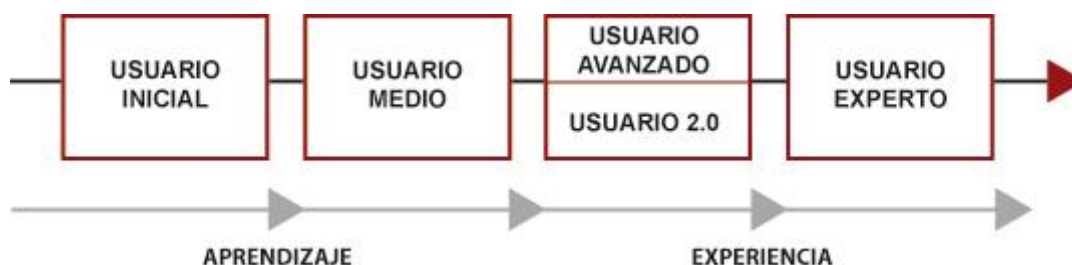 USUARIO
INICIAL
USUARIO
MEDIO
USUARIO
AVANZADO
USUARIO 2.0
USUARIO
EXPERTO
APRENDIZAJE
EXPERIENCIA